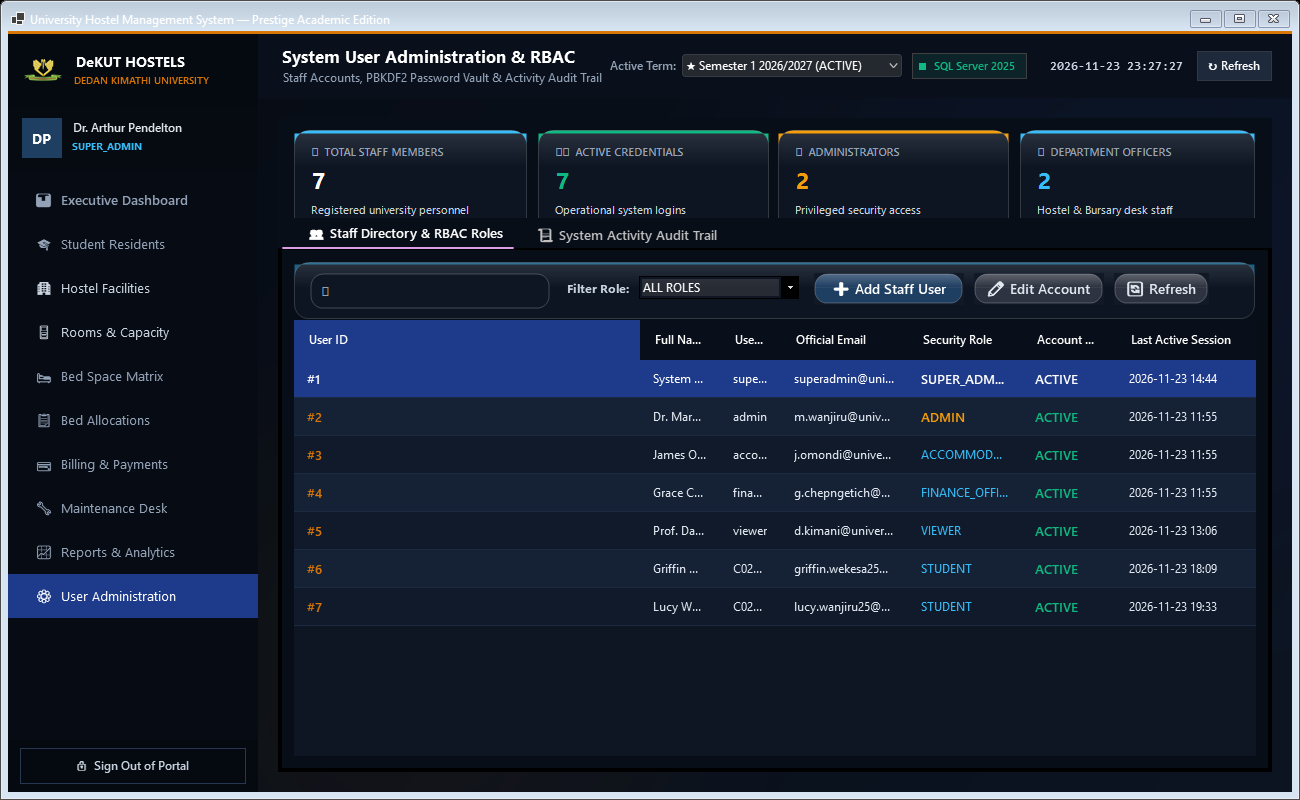 University Hostel Management System — Prestige Academic Edition
DeKUT HOSTELS
DEDAN KIMATHI UNIVERSITY
System User Administration & RBAC
Staff Accounts, PBKDF2 Password Vault & Activity Audit Trail
Active Term:
★ Semester 1 2026/2027 (ACTIVE)
SQL Server 2025
2026-11-23 23:27:27
↻ Refresh
DP
Dr. Arthur Pendelton
SUPER_ADMIN
Executive Dashboard
Student Residents
Hostel Facilities
Rooms & Capacity
Bed Space Matrix
Bed Allocations
Billing & Payments
Maintenance Desk
Reports & Analytics
User Administration
Sign Out of Portal
TOTAL STAFF MEMBERS
7
Registered university personnel
ACTIVE CREDENTIALS
7
Operational system logins
ADMINISTRATORS
2
Privileged security access
DEPARTMENT OFFICERS
2
Hostel & Bursary desk staff
Staff Directory & RBAC Roles
System Activity Audit Trail
Filter Role:
ALL ROLES
Add Staff User
Edit Account
Refresh
User ID Full Na... Use... Official Email Security Role Account ... Last Active Session
#1 System ... supe... superadmin@uni... SUPER_ADM... ACTIVE 2026-11-23 14:44
#2 Dr. Mar... admin m.wanjiru@univ... ADMIN ACTIVE 2026-11-23 11:55
#3 James O... acco... j.omondi@unive... ACCOMMOD... ACTIVE 2026-11-23 11:55
#4 Grace C... fina... g.chepngetich@... FINANCE_OFFI... ACTIVE 2026-11-23 11:55
#5 Prof. Da... viewer d.kimani@univer... VIEWER ACTIVE 2026-11-23 13:06
#6 Griffin ... C02... griffin.wekesa25... STUDENT ACTIVE 2026-11-23 18:09
#7 Lucy W... C02... lucy.wanjiru25@... STUDENT ACTIVE 2026-11-23 19:33